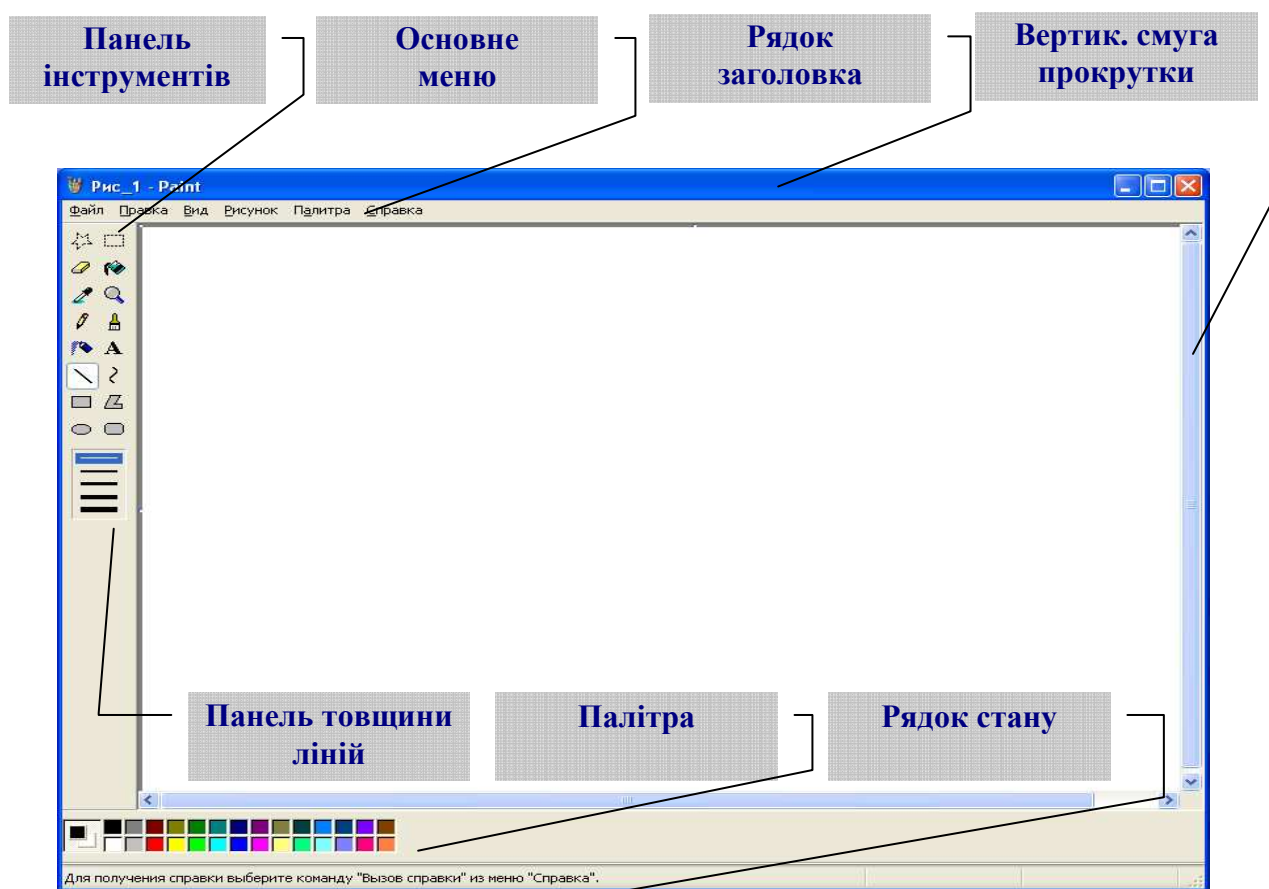 Панель
інструментів
Основне
меню
Рядок
заголовка
Вертик. смуга
прокрутки
Рис_1 - Paint
Файл Правка Вид Рисунок Палитра Справка
A
Панель товщини
ліній
Палітра
Рядок стану
Для получения справки выберите команду "Вызов справки" из меню "Справка".